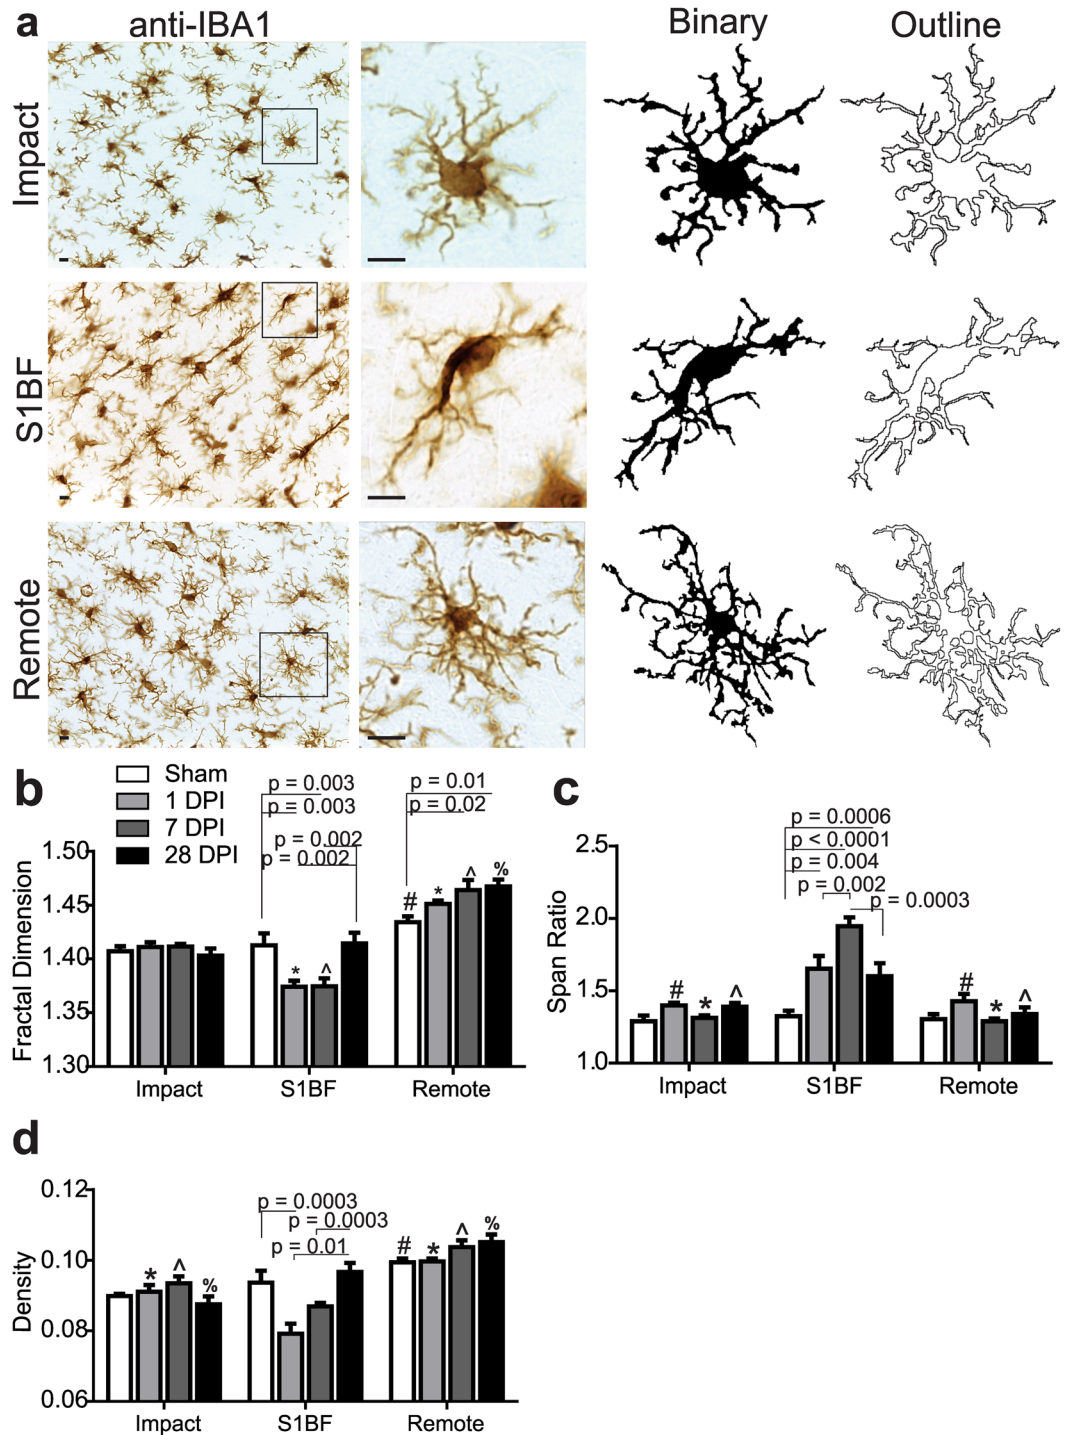 a
anti-IBA1
Binary
Outline
Impact
S1BF
Remote
b
Sham
1 DPI
7 DPI
28 DPI
p = 0.003
p = 0.003
p = 0.002
p = 0.002
p = 0.01
p = 0.02
Fractal Dimension
1.50
1.45
1.40
1.35
1.30
* ^
# * ^ %
Impact S1BF Remote
c
p = 0.0006
p < 0.0001
p = 0.004
p = 0.002
p = 0.0003
Span Ratio
2.5
2.0
1.5
1.0
# * ^
# * ^
Impact S1BF Remote
d
p = 0.0003
p = 0.0003
p = 0.01
Density
0.12
0.10
0.08
0.06
* ^ %
# * ^ %
Impact S1BF Remote